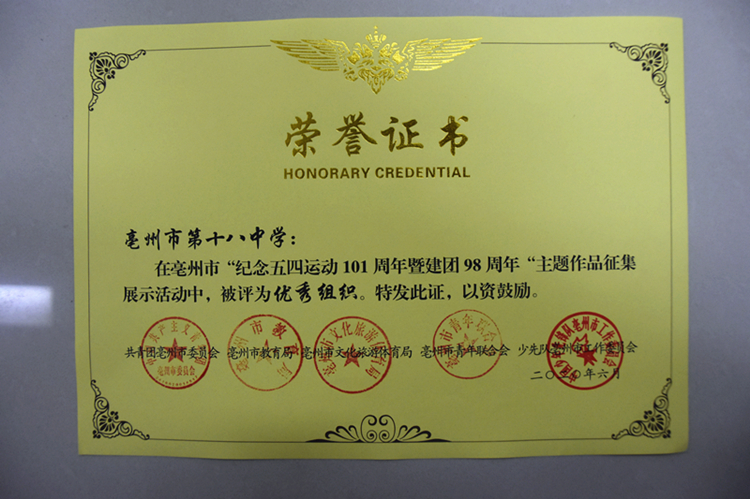 荣誉证书
HONORARY CREDENTIAL
亳州市第十八中学：
在亳州市“纪念五四运动101周年暨建团98周年“主题作品征集
展示活动中，被评为优秀组织。特发此证，以资鼓励。
共青团亳州市委员会 亳州市教育局 亳州市文化旅游体育局 亳州市青年联合会 少先队亳州市工作委员会
二〇二〇年六月